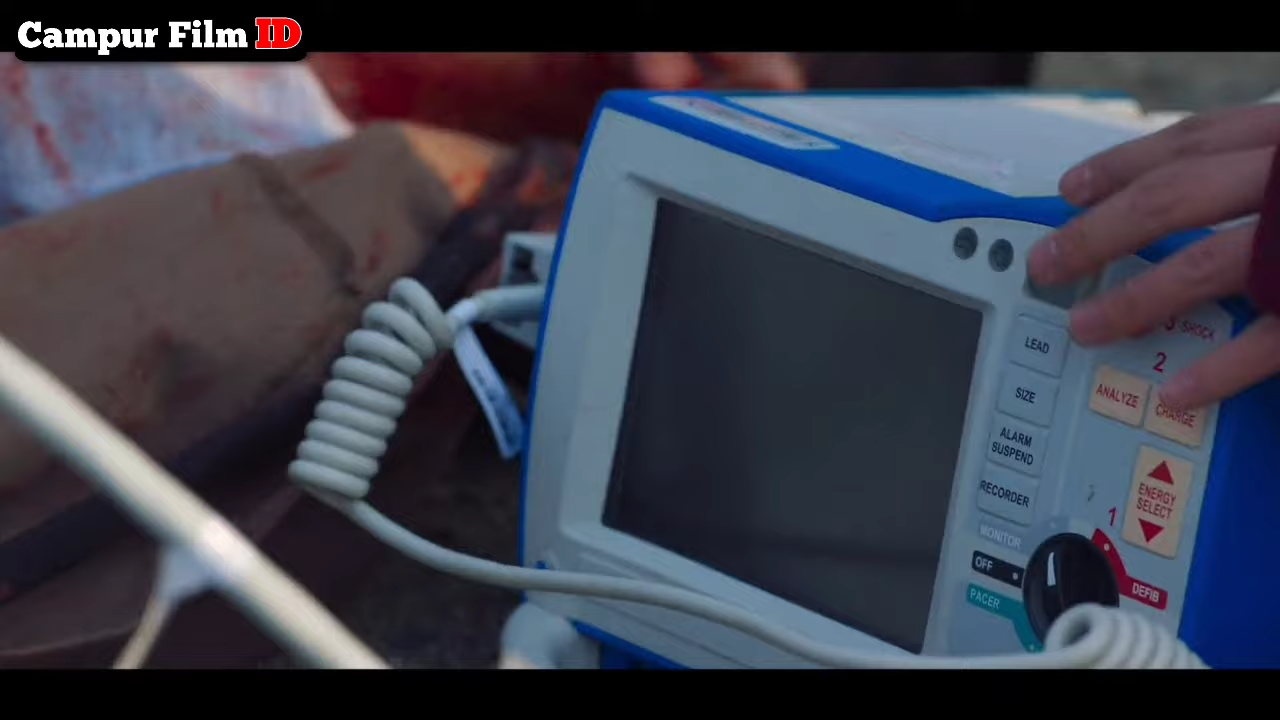 Campur Film ID
3 SHOCK
LEAD
2
SIZE
ANALYZE
CHARGE
ALARM
SUSPEND
ENERGY
SELECT
RECORDER
1
MONITOR
OFF
DEFIB
PACER